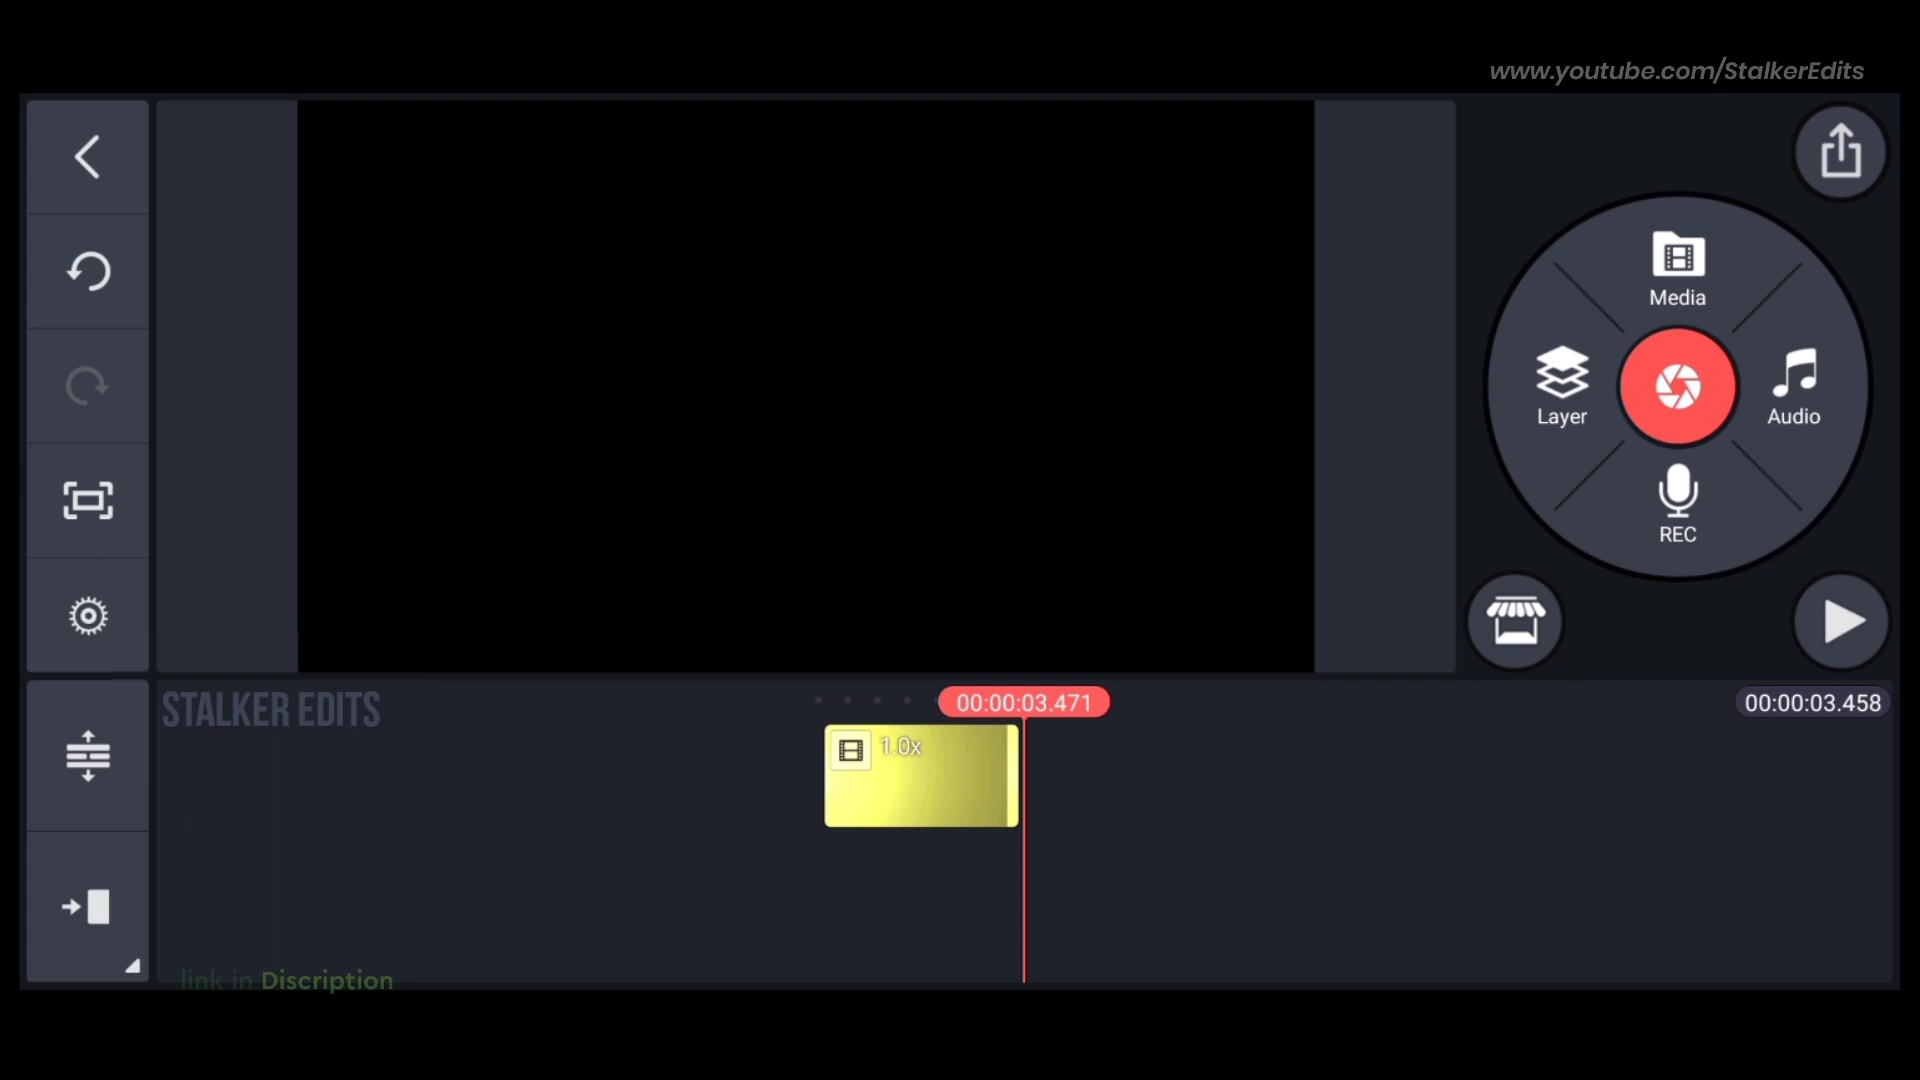 www.youtube.com/StalkerEdits
Media
Layer
Audio
REC
STALKER EDITS
00:00:03.471
00:00:03.458
1.0x
link in Discription